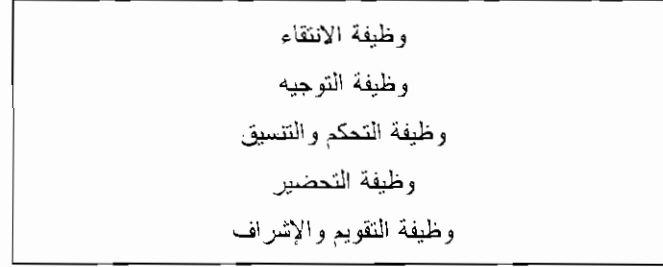 وظيفة الانتقاء
وظيفة التوجيه
وظيفة التحكم والتنسيق
وظيفة التحضير
وظيفة التقويم والإشراف